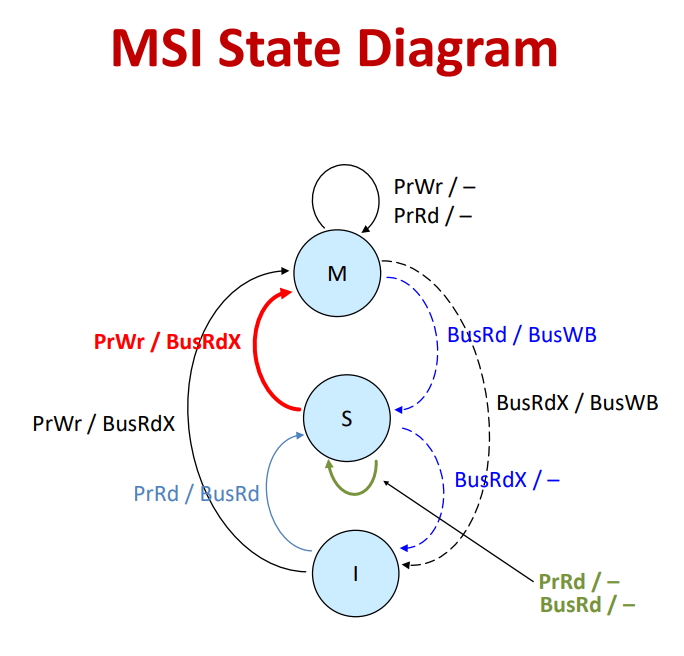 MSI State Diagram
PrWr / –
PrRd / –
M
BusRd / BusWB
PrWr / BusRdX
BusRdX / BusWB
S
PrWr / BusRdX
BusRdX / –
PrRd / BusRd
I
PrRd / –
BusRd / –